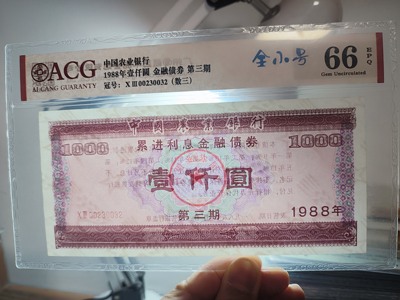 ACG
AI GANG GUARANTY
中国农业银行
1988年壹仟圆 金融债券 第三期
冠号：XⅢ00230032（数三）
全小号
66
EPQ
Gem Uncirculated
中国农业银行
1000 累进利息金融债券 1000
壹仟圆
第三期
1988年